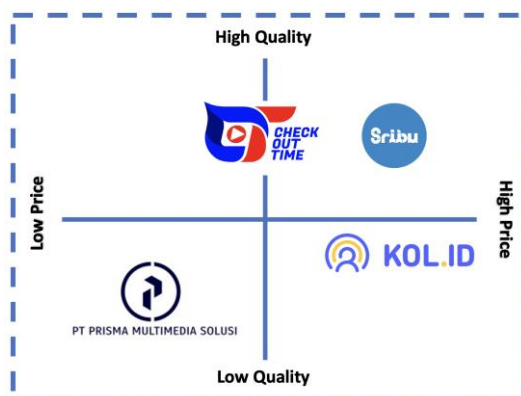 High Quality
CHECK
OUT
TIME
Sribu
Low Price
High Price
KOL.ID
PT PRISMA MULTIMEDIA SOLUSI
Low Quality